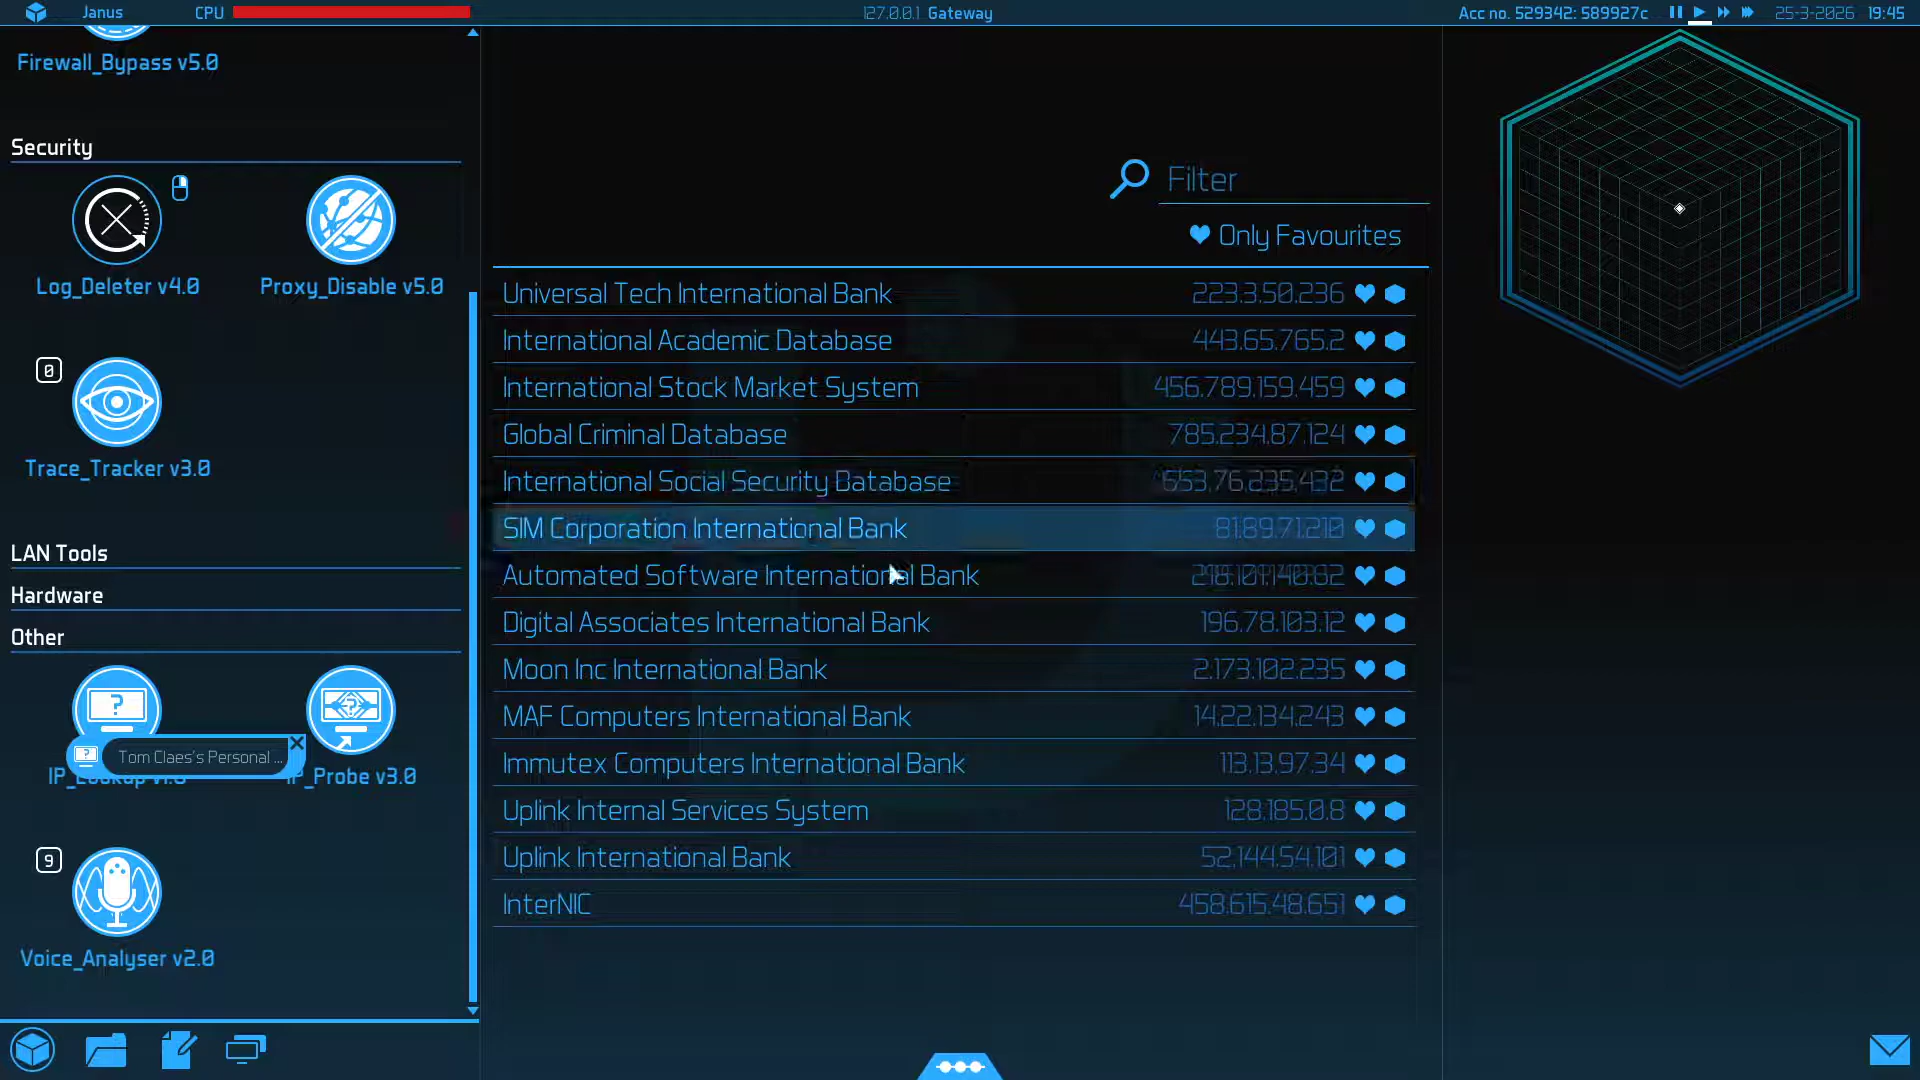 Janus CPU 127.0.0.1 Gateway Acc no. 529342: 589927c 25-3-2026 19:45
Firewall_Bypass v5.0
Security
Log_Deleter v4.0 Proxy_Disable v5.0
0
Trace_Tracker v3.0
LAN Tools
Hardware
Other
Tom Claes's Personal ...
IP_Lookup v1.0 IP_Probe v3.0
9
Voice_Analyser v2.0
Filter
Only Favourites
Universal Tech International Bank 223.3.50.236
International Academic Database 443.65.765.2
International Stock Market System 456.789.159.459
Global Criminal Database 785.234.87.124
International Social Security Database 653.76.235.432
SIM Corporation International Bank 81.89.71.210
Automated Software International Bank
Digital Associates International Bank 196.78.103.12
Moon Inc International Bank 2.173.102.235
MAF Computers International Bank 14.22.134.243
Immutex Computers International Bank 113.13.97.34
Uplink Internal Services System 128.185.0.8
Uplink International Bank 52.144.54.101
InterNIC 458.615.48.651